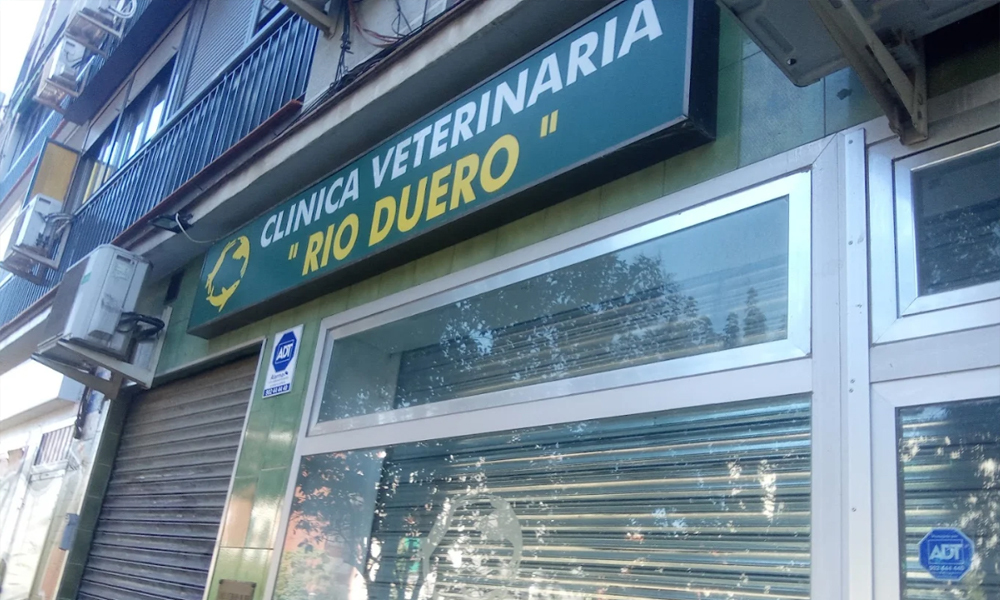 CLINICA VETERINARIA
" RIO DUERO "
ADT
ADT